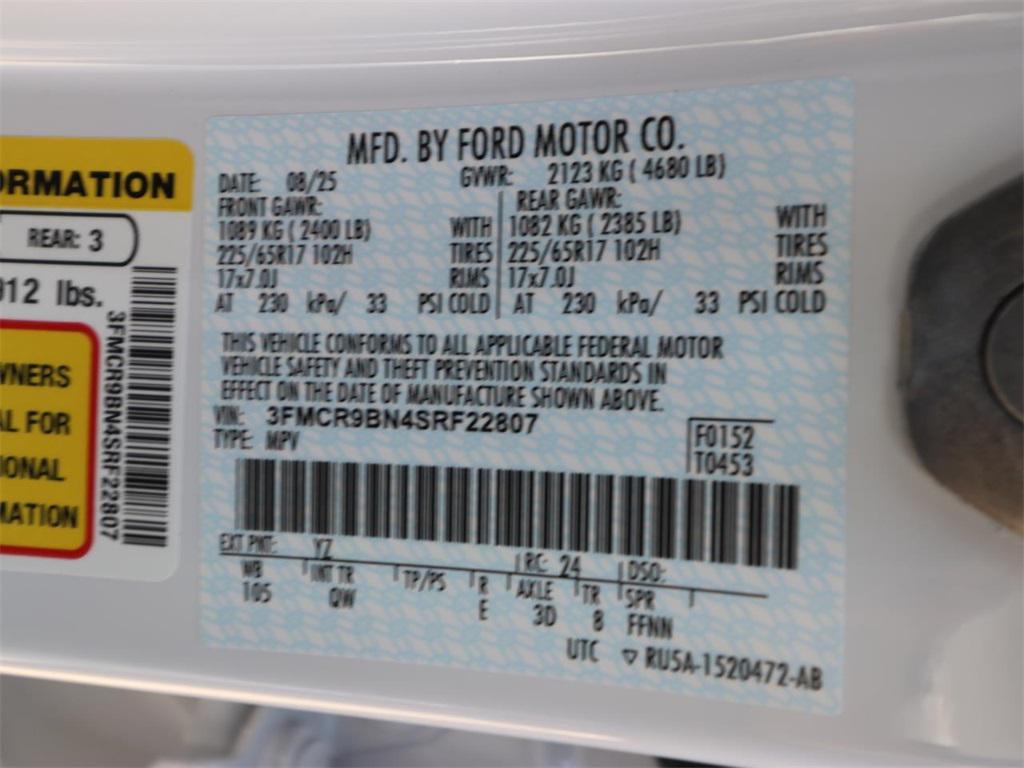 ORMATION
REAR: 3
912 lbs.
WNERS
AL FOR
IONAL
MATION
3FMCR9BN4SRF22807
MFD. BY FORD MOTOR CO.
DATE: 08/25 GVWR: 2123 KG ( 4680 LB)
FRONT GAWR: REAR GAWR:
1089 KG ( 2400 LB) WITH 1082 KG ( 2385 LB) WITH
225/65R17 102H TIRES 225/65R17 102H TIRES
17x7.0J RIMS 17x7.0J RIMS
AT 230 kPa/ 33 PSI COLD AT 230 kPa/ 33 PSI COLD
THIS VEHICLE CONFORMS TO ALL APPLICABLE FEDERAL MOTOR
VEHICLE SAFETY AND THEFT PREVENTION STANDARDS IN
EFFECT ON THE DATE OF MANUFACTURE SHOWN ABOVE.
VIN: 3FMCR9BN4SRF22807
TYPE: MPV
F0152
T0453
EXT PNT: YZ RC: 24 DSO:
WB INT TR TP/PS R AXLE TR SPR
105 QW E 3D 8 FFNN
UTC ▽ RU5A-1520472-AB